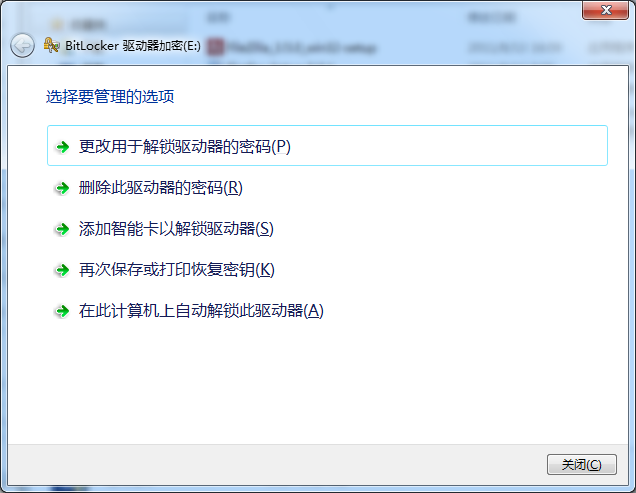 BitLocker 驱动器加密(E:)
选择要管理的选项
更改用于解锁驱动器的密码(P)
删除此驱动器的密码(R)
添加智能卡以解锁驱动器(S)
再次保存或打印恢复密钥(K)
在此计算机上自动解锁此驱动器(A)
关闭(C)